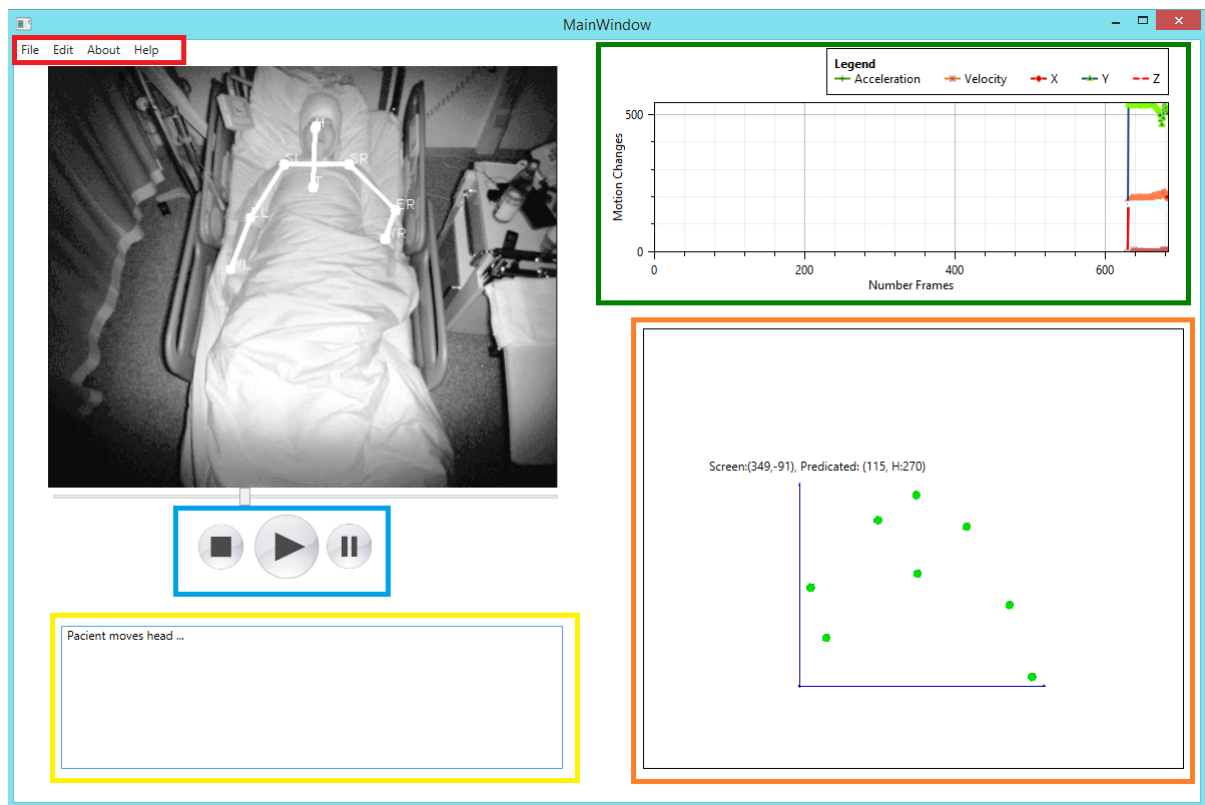 MainWindow
File Edit About Help
H
SR
T
ER
Legend
Acceleration Velocity X Y Z
Motion Changes
500
0
0 200 400 600
Number Frames
Screen:(349,-91), Predicated: (115, H:270)
Pacient moves head ...